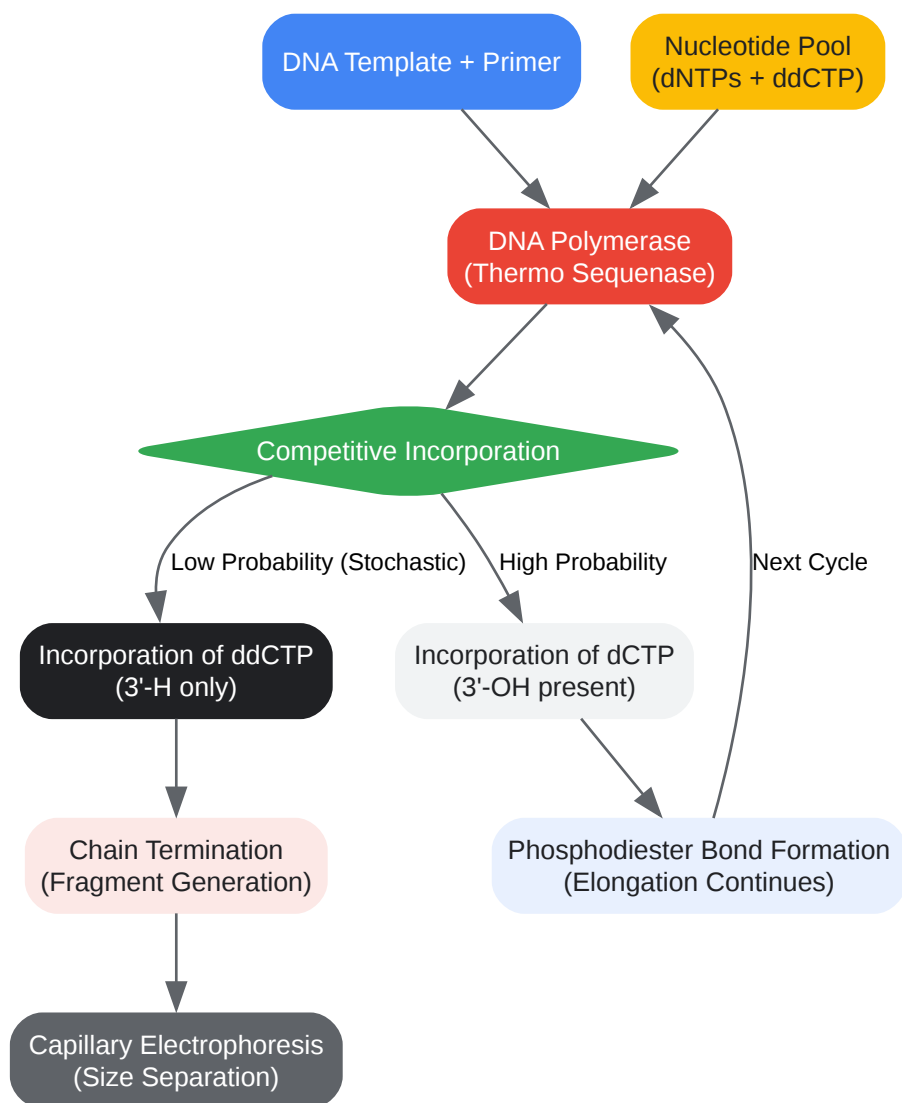 DNA Template + Primer
Nucleotide Pool
(dNTPs + ddCTP)
DNA Polymerase
(Thermo Sequenase)
Competitive Incorporation
Low Probability (Stochastic)
High Probability
Next Cycle
Incorporation of ddCTP
(3'-H only)
Incorporation of dCTP
(3'-OH present)
Chain Termination
(Fragment Generation)
Phosphodiester Bond Formation
(Elongation Continues)
Capillary Electrophoresis
(Size Separation)